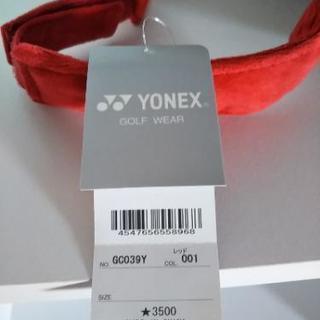 YONEX®
GOLF WEAR
4547656558968
レッド
NO. GC039Y COL. 001
SIZE
★3500